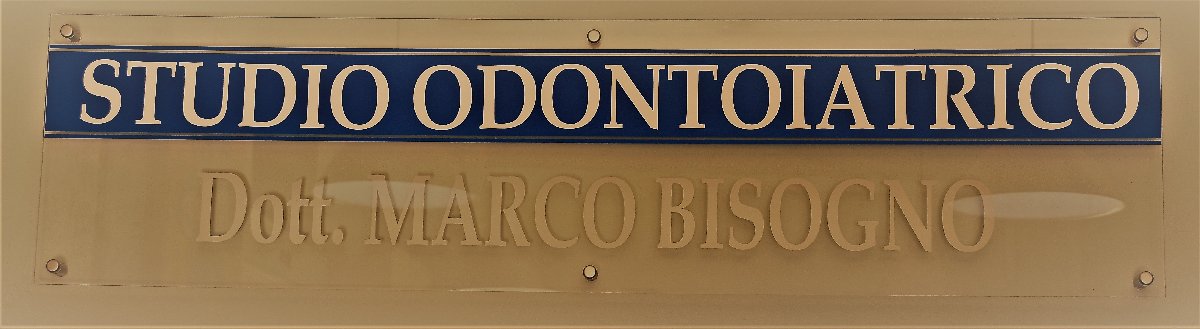 STUDIO ODONTOIATRICO
Dott. MARCO BISOGNO